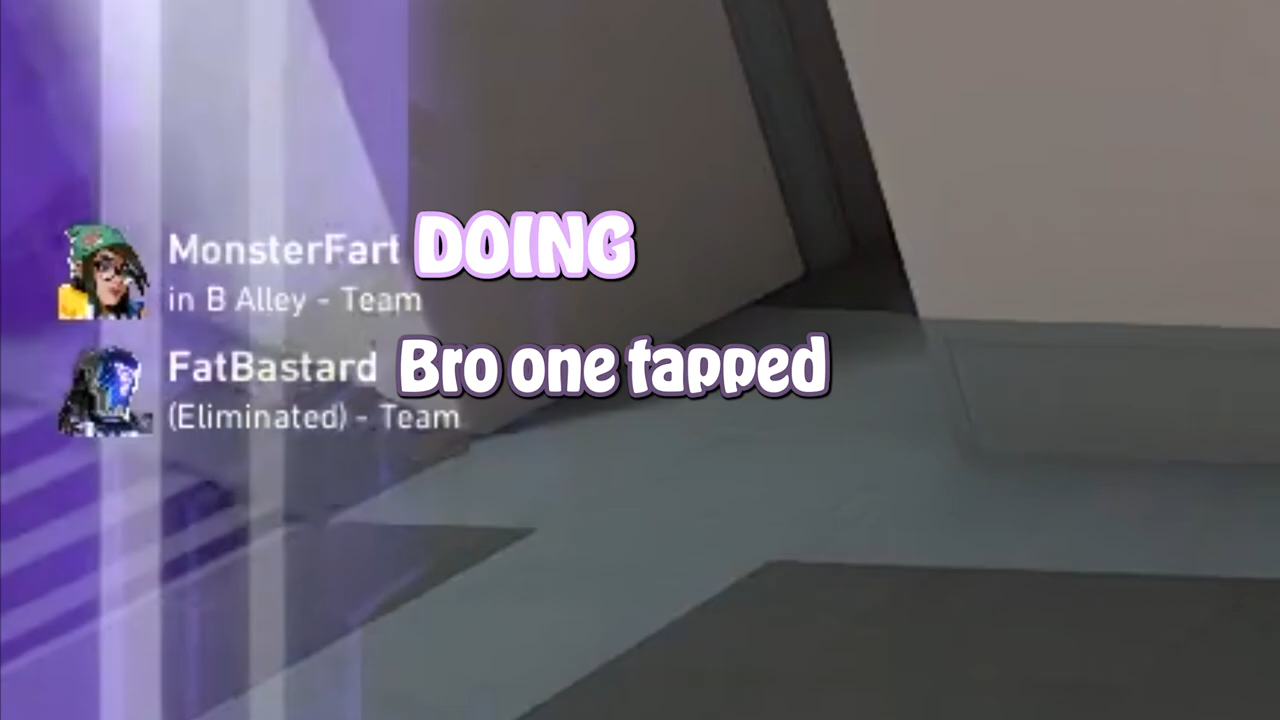 MonsterFart DOING
in B Alley - Team
FatBastard Bro one tapped
(Eliminated) - Team